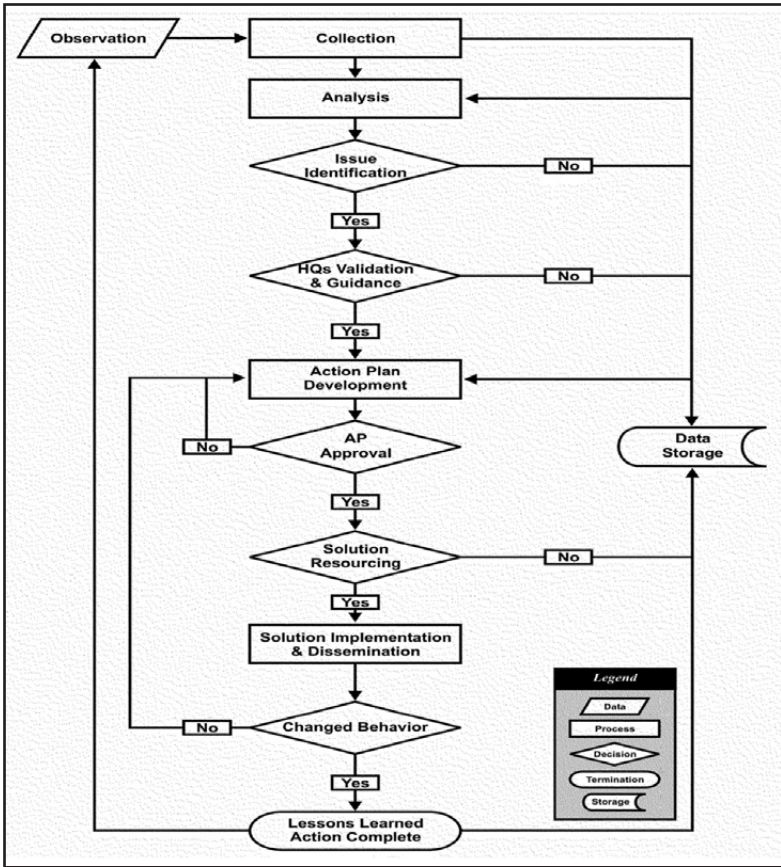 Observation
Collection
Analysis
Issue
Identification
No
Yes
HQs Validation
& Guidance
No
Yes
Action Plan
Development
AP
Approval
No
Data
Storage
Yes
Solution
Resourcing
No
Yes
Solution Implementation
& Dissemination
Changed Behavior
No
Yes
Lessons Learned
Action Complete
Legend
Data
Process
Decision
Termination
Storage